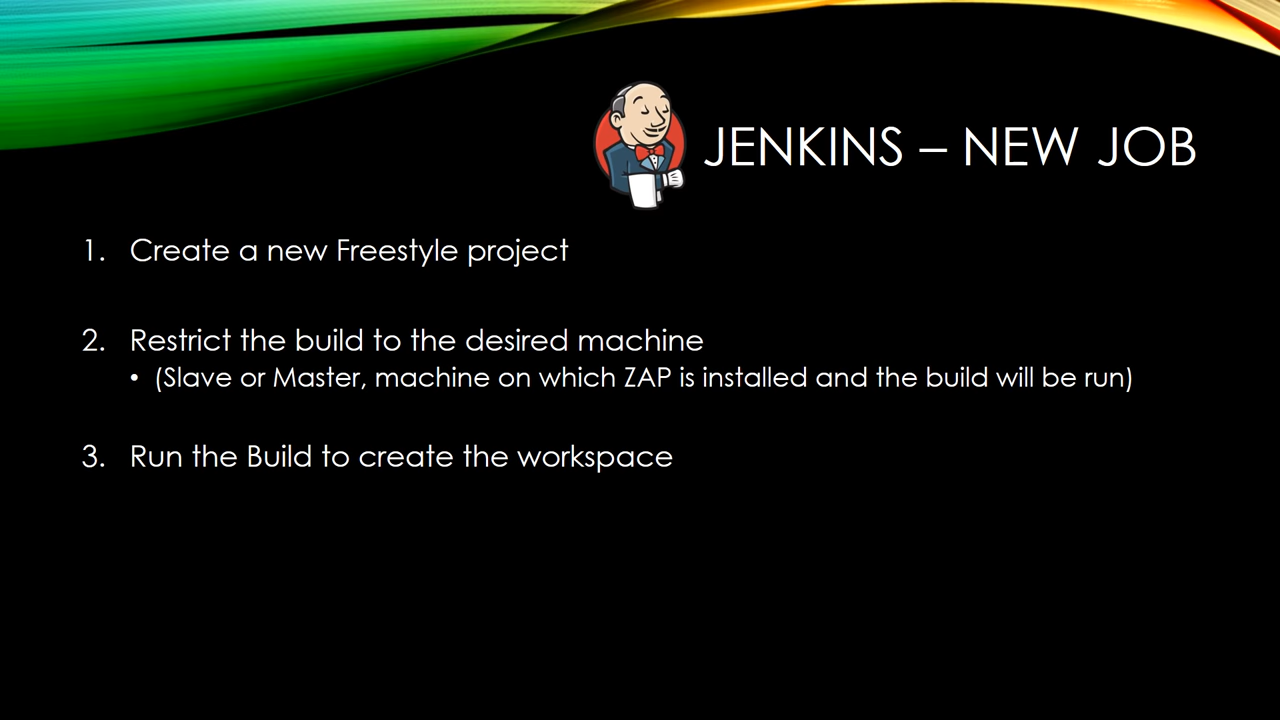 JENKINS – NEW JOB
1. Create a new Freestyle project
2. Restrict the build to the desired machine
• (Slave or Master, machine on which ZAP is installed and the build will be run)
3. Run the Build to create the workspace